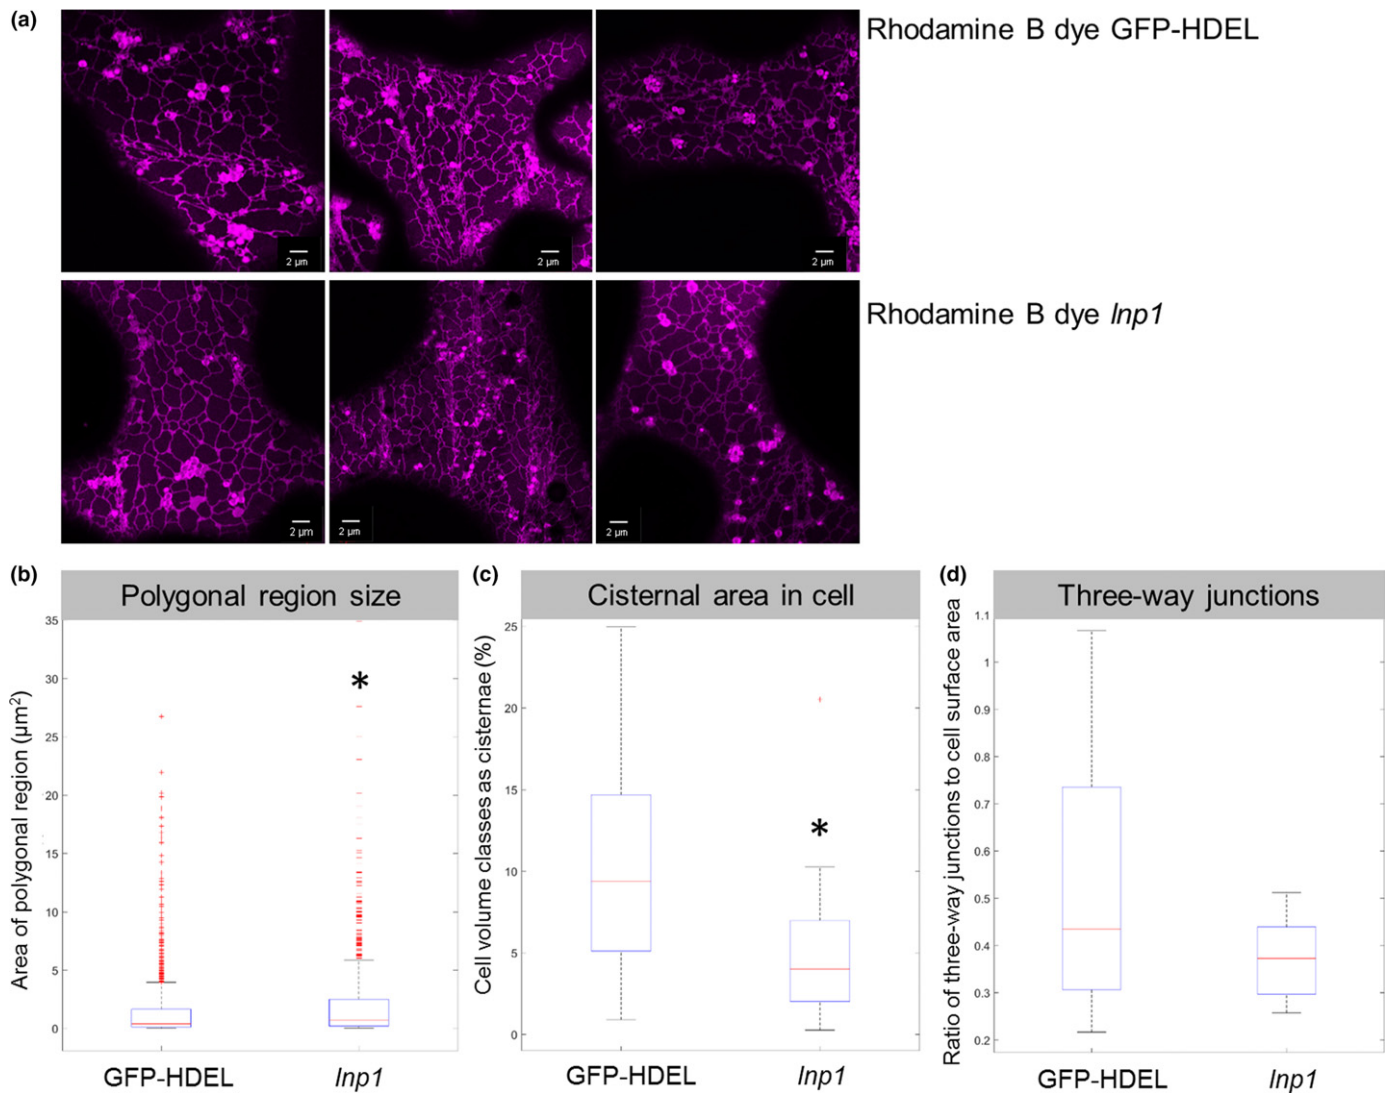 (a)
Rhodamine B dye GFP-HDEL
2 µm
2 µm
2 µm
Rhodamine B dye lnp1
2 µm
2 µm
2 µm
(b)
Polygonal region size
Area of polygonal region (µm²)
35
30
25
20
15
10
5
0
*
GFP-HDEL
lnp1
(c)
Cisternal area in cell
Cell volume classes as cisternae (%)
25
20
15
10
5
0
*
GFP-HDEL
lnp1
(d)
Three-way junctions
Ratio of three-way junctions to cell surface area
1.1
1
0.9
0.8
0.7
0.6
0.5
0.4
0.3
0.2
GFP-HDEL
lnp1